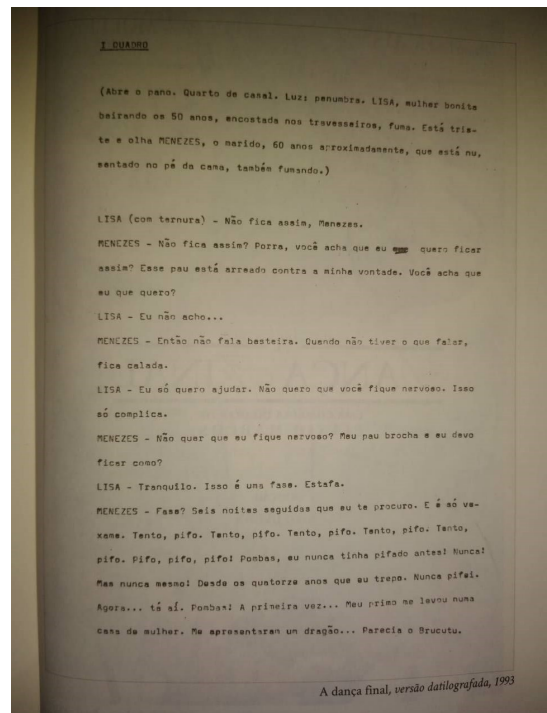 I QUADRO
(Abre o pano. Quarto de casal. Luz: penumbra. LISA, mulher bonita
beirando os 50 anos, encostada nos travesseiros, fuma. Está tris-
te e olha MENEZES, o marido, 60 anos aproximadamente, que está nu,
sentado no pé da cama, também fumando.)
LISA (com ternura) - Não fica assim, Menezes.
MENEZES - Não fica assim? Porra, você acha que eu quero ficar
assim? Esse pau está arreado contra a minha vontade. Você acha que
eu que quero?
LISA - Eu não acho...
MENEZES - Então não fala besteira. Quando não tiver o que falar,
fica calada.
LISA - Eu só quero ajudar. Não quero que você fique nervoso. Isso
só complica.
MENEZES - Não quer que eu fique nervoso? Meu pau brocha e eu devo
ficar como?
LISA - Tranquilo. Isso é uma fase. Estafa.
MENEZES - Fase? Seis noites seguidas que eu te procuro. E é só ve-
xame. Tento, pifo. Tento, pifo. Tento, pifo. Tento, pifo. Tento,
pifo. Pifo, pifo, pifo! Pombas, eu nunca tinha pifado antes! Nunca!
Mas nunca mesmo! Desde os quatorze anos que eu trepo. Nunca pifei.
Agora... tá aí. Pombas! A primeira vez... Meu primo me levou numa
casa de mulher. Me apresentaram um dragão... Parecia o Brucutu.
A dança final, versão datilografada, 1993